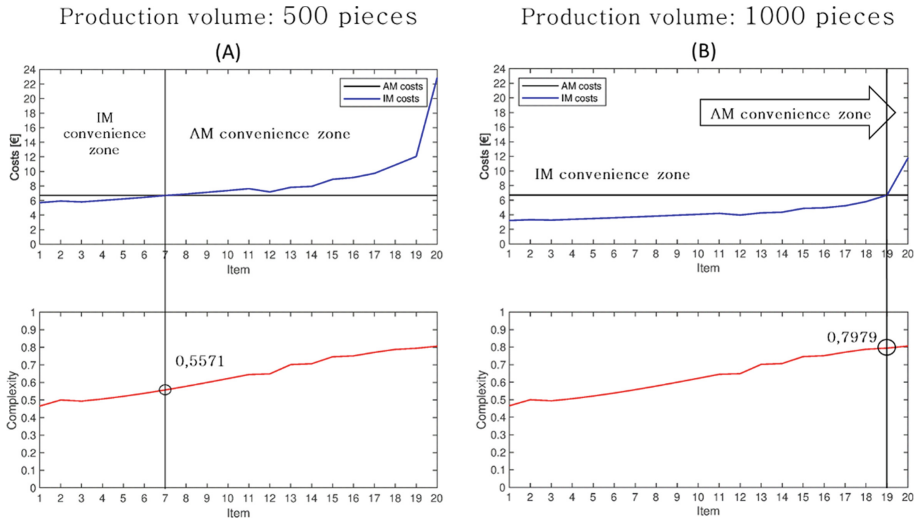 Production volume: 500 pieces
Production volume: 1000 pieces
(A)
(B)
24
22
20
18
16
14
12
10
8
6
4
2
0
Costs [€]
AM costs
IM costs
IM
convenience
zone
AM convenience zone
1 2 3 4 5 6 7 8 9 10 11 12 13 14 15 16 17 18 19 20
Item
24
22
20
18
16
14
12
10
8
6
4
2
0
Costs [€]
AM costs
IM costs
AM convenience zone
IM convenience zone
1 2 3 4 5 6 7 8 9 10 11 12 13 14 15 16 17 18 19 20
Item
1
0.9
0.8
0.7
0.6
0.5
0.4
0.3
0.2
0.1
0
Complexity
0,5571
1 2 3 4 5 6 7 8 9 10 11 12 13 14 15 16 17 18 19 20
Item
1
0.9
0.8
0.7
0.6
0.5
0.4
0.3
0.2
0.1
0
Complexity
0,7979
1 2 3 4 5 6 7 8 9 10 11 12 13 14 15 16 17 18 19 20
Item